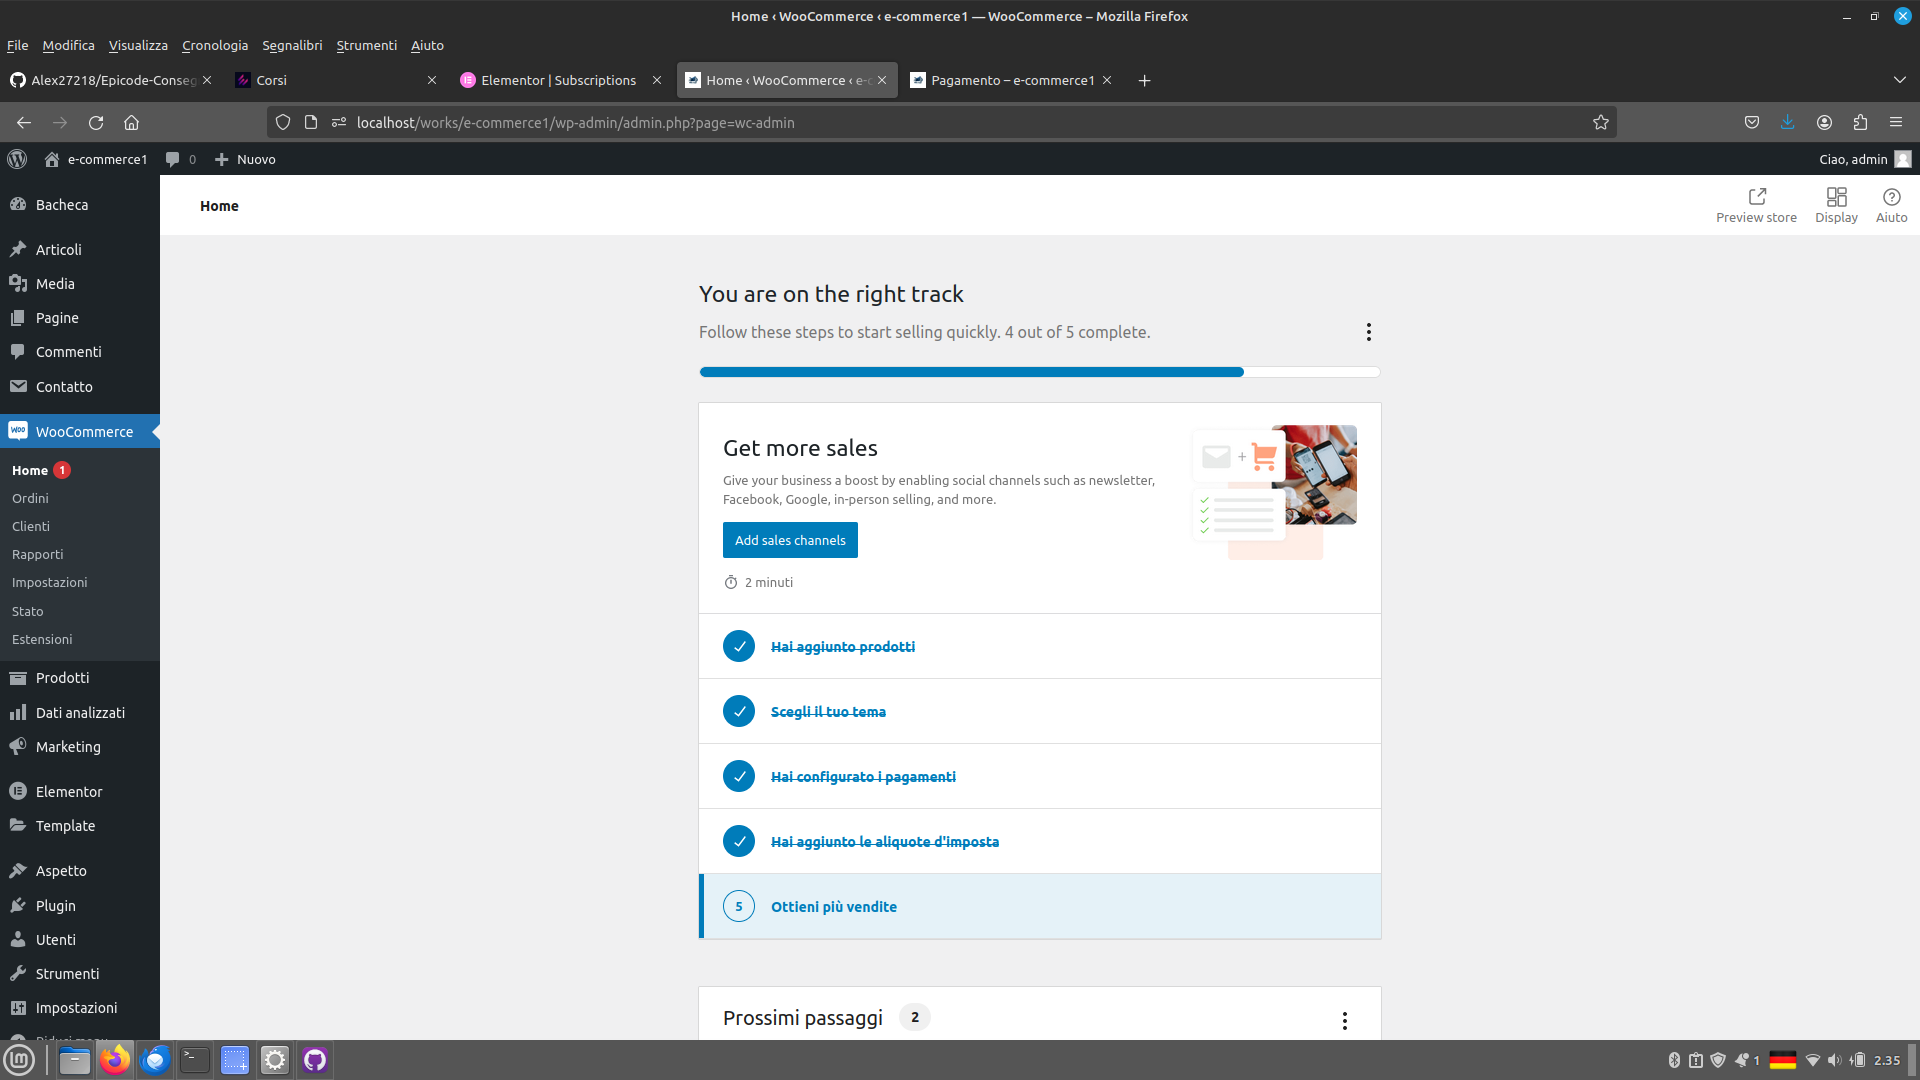 Home ‹ WooCommerce ‹ e-commerce1 — WooCommerce – Mozilla Firefox
File Modifica Visualizza Cronologia Segnalibri Strumenti Aiuto
Alex27218/Epicode-Conseg
Corsi
Elementor | Subscriptions
Home ‹ WooCommerce ‹ e-c
Pagamento – e-commerce1
localhost/works/e-commerce1/wp-admin/admin.php?page=wc-admin
e-commerce1 0 Nuovo
Ciao, admin
Bacheca
Articoli
Media
Pagine
Commenti
Contatto
WooCommerce
Home 1
Ordini
Clienti
Rapporti
Impostazioni
Stato
Estensioni
Prodotti
Dati analizzati
Marketing
Elementor
Template
Aspetto
Plugin
Utenti
Strumenti
Impostazioni
Home
Preview store
Display
Aiuto
You are on the right track
Follow these steps to start selling quickly. 4 out of 5 complete.
Get more sales
Give your business a boost by enabling social channels such as newsletter,
Facebook, Google, in-person selling, and more.
Add sales channels
2 minuti
Hai aggiunto prodotti
Scegli il tuo tema
Hai configurato i pagamenti
Hai aggiunto le aliquote d'imposta
5 Ottieni più vendite
Prossimi passaggi 2
1
2.35